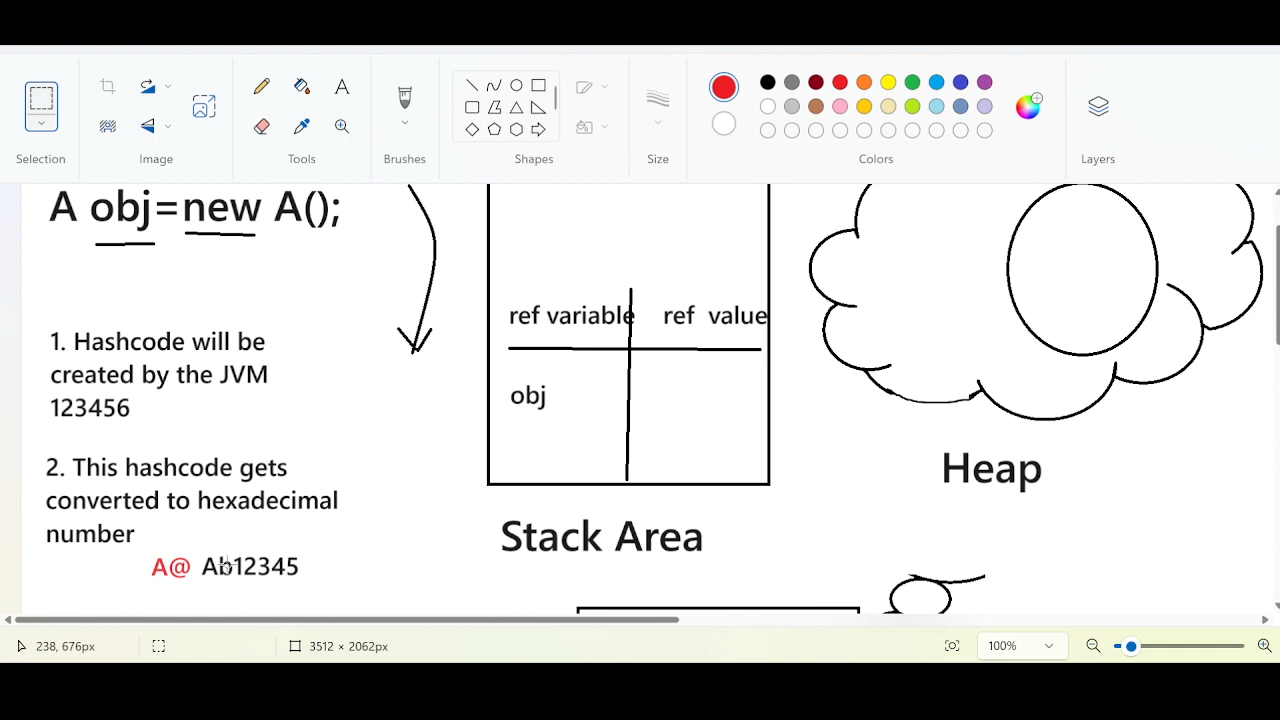 Selection
Image
Tools
Brushes
Shapes
Size
Colors
Layers
A obj=new A();
1. Hashcode will be
created by the JVM
123456
2. This hashcode gets
converted to hexadecimal
number
A@ Ab12345
ref variable ref value
obj
Stack Area
Heap
238, 676px
3512 × 2062px
100%